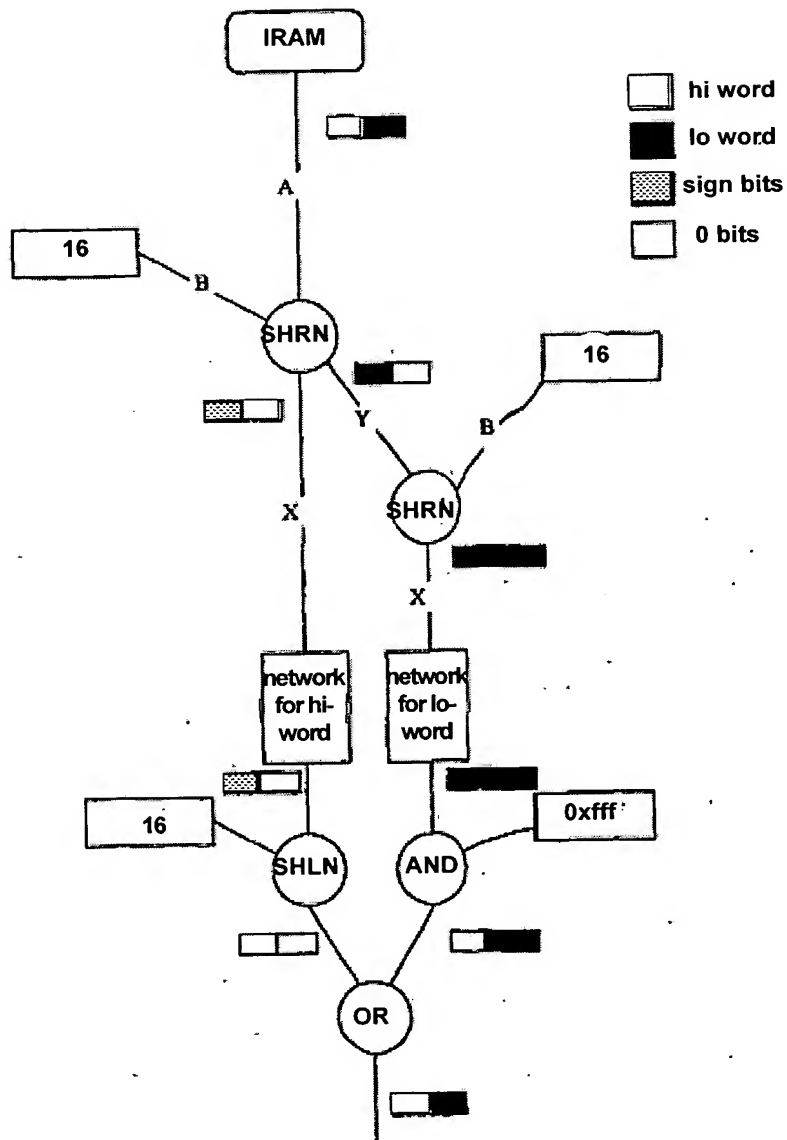 IRAM
hi word
lo word
sign bits
0 bits
A
16
B
SHRN
16
Y
B
X
SHRN
X
network
for hi-
word
network
for lo-
word
16
0xfff
SHLN
AND
OR